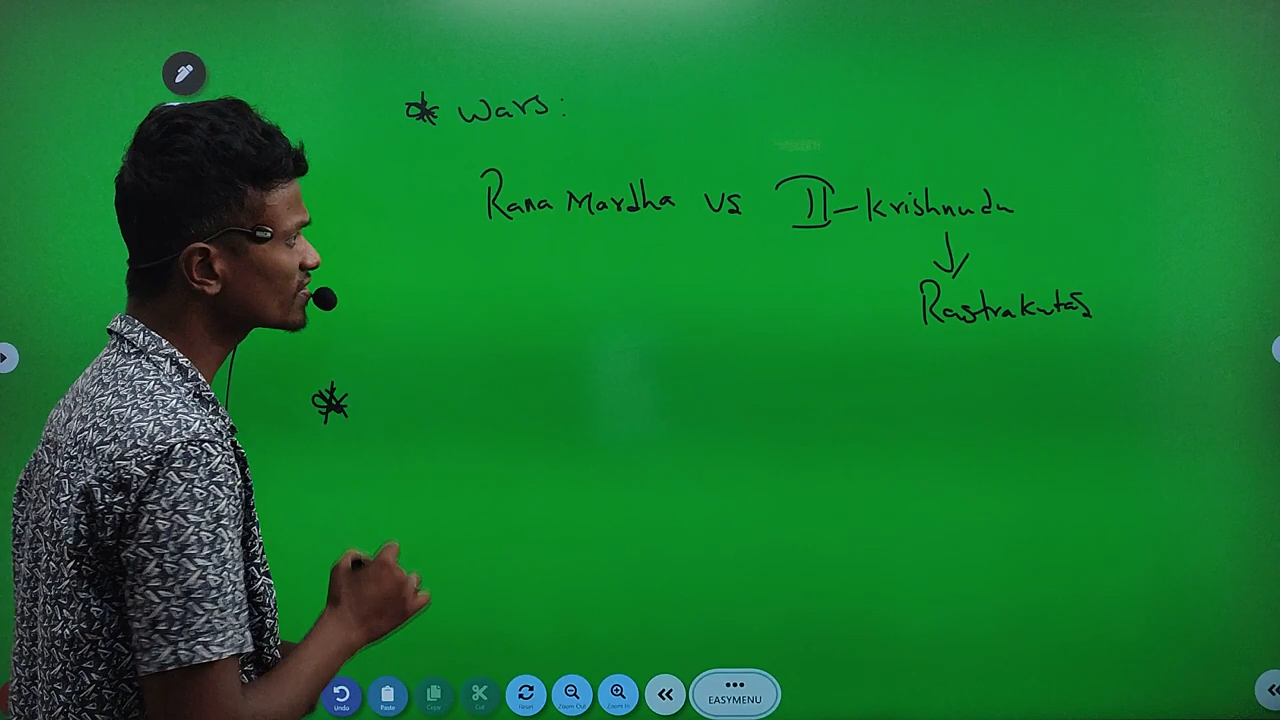 * Wars:
Rana Mardha vs II-Krishnudu
Rastrakutas
*
Undo Paste Copy Cut Reset Zoom Out Zoom In EASYMENU